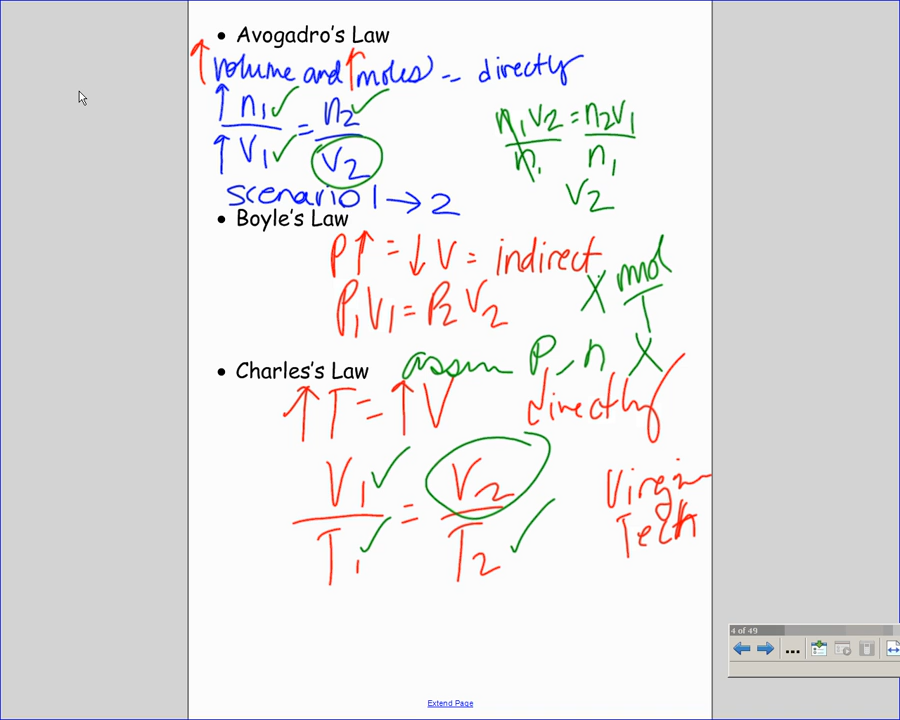 • Avogadro's Law
↑ volume and ↑ moles - directly
↑ n₁ ✓ = n₂ ✓
↑ V₁ ✓ V₂
n₁V₂ = n₂V₁
n₁ n₁
V₂
scenario 1 → 2
• Boyle's Law
P↑ = ↓V = indirect
X mol
T
P₁V₁ = P₂V₂
• Charles's Law
assum P, n X
↑T = ↑V directly
V₁ ✓ = V₂
T₁ ✓ T₂ ✓
Virgin
Tech
4 of 49
Extend Page